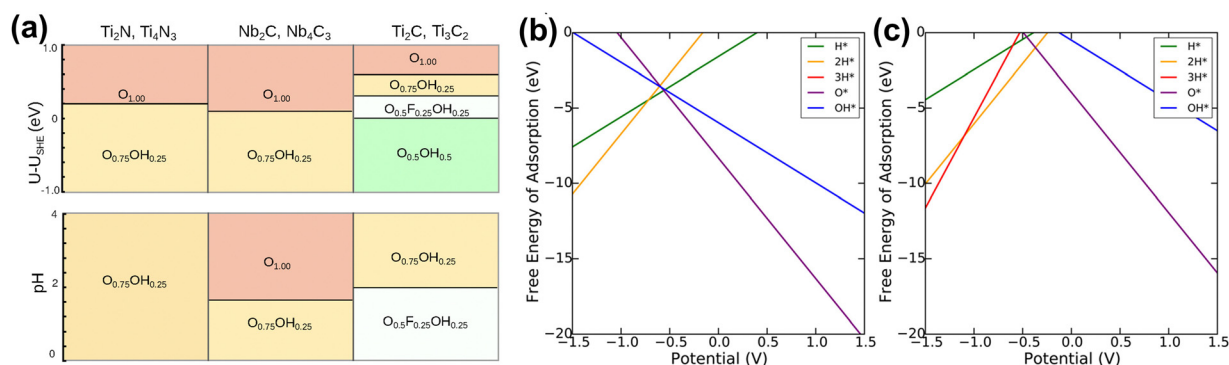 (a)
Ti₂N, Ti₄N₃ Nb₂C, Nb₄C₃ Ti₂C, Ti₃C₂
U-U_SHE (eV)
1.0
0
-1.0
O₁.₀₀
O₀.₇₅OH₀.₂₅
O₁.₀₀
O₀.₇₅OH₀.₂₅
O₁.₀₀
O₀.₇₅OH₀.₂₅
O₀.₅F₀.₂₅OH₀.₂₅
O₀.₅OH₀.₅
pH
4
2
0
O₀.₇₅OH₀.₂₅
O₁.₀₀
O₀.₇₅OH₀.₂₅
O₀.₇₅OH₀.₂₅
O₀.₅F₀.₂₅OH₀.₂₅
(b)
Free Energy of Adsorption (eV)
0
−5
−10
−15
−20
H*
2H*
3H*
O*
OH*
−1.5 −1.0 −0.5 0.0 0.5 1.0 1.5
Potential (V)
(c)
Free Energy of Adsorption (eV)
0
−5
−10
−15
−20
H*
2H*
3H*
O*
OH*
−1.5 −1.0 −0.5 0.0 0.5 1.0 1.5
Potential (V)